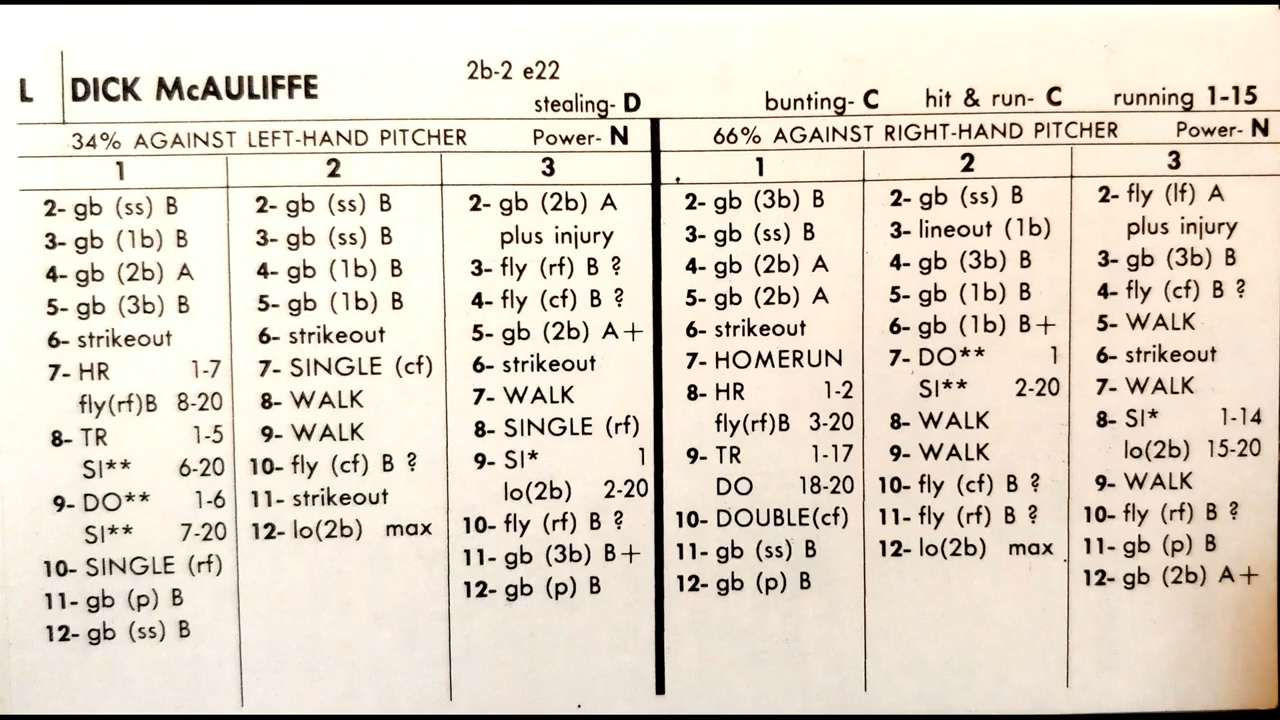 L DICK McAULIFFE 2b-2 e22
stealing- D bunting- C hit & run- C running 1-15
34% AGAINST LEFT-HAND PITCHER Power- N
1 2 3
2- gb (ss) B
3- gb (1b) B
4- gb (2b) A
5- gb (3b) B
6- strikeout
7- HR 1-7
fly(rf)B 8-20
8- TR 1-5
SI** 6-20
9- DO** 1-6
SI** 7-20
10- SINGLE (rf)
11- gb (p) B
12- gb (ss) B
2- gb (ss) B
3- gb (ss) B
4- gb (1b) B
5- gb (1b) B
6- strikeout
7- SINGLE (cf)
8- WALK
9- WALK
10- fly (cf) B ?
11- strikeout
12- lo(2b) max
2- gb (2b) A
plus injury
3- fly (rf) B ?
4- fly (cf) B ?
5- gb (2b) A+
6- strikeout
7- WALK
8- SINGLE (rf)
9- SI* 1
lo(2b) 2-20
10- fly (rf) B ?
11- gb (3b) B+
12- gb (p) B
66% AGAINST RIGHT-HAND PITCHER Power- N
1 2 3
2- gb (3b) B
3- gb (ss) B
4- gb (2b) A
5- gb (2b) A
6- strikeout
7- HOMERUN
8- HR 1-2
fly(rf)B 3-20
9- TR 1-17
DO 18-20
10- DOUBLE(cf)
11- gb (ss) B
12- gb (p) B
2- gb (ss) B
3- lineout (1b)
4- gb (3b) B
5- gb (1b) B
6- gb (1b) B+
7- DO** 1
SI** 2-20
8- WALK
9- WALK
10- fly (cf) B ?
11- fly (rf) B ?
12- lo(2b) max
2- fly (lf) A
plus injury
3- gb (3b) B
4- fly (cf) B ?
5- WALK
6- strikeout
7- WALK
8- SI* 1-14
lo(2b) 15-20
9- WALK
10- fly (rf) B ?
11- gb (p) B
12- gb (2b) A+